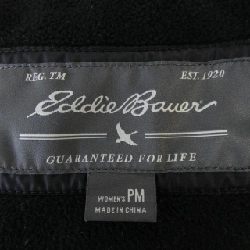 REG. TM EST. 1920
Eddie Bauer
GUARANTEED FOR LIFE
WOMEN'S PM
MADE IN CHINA